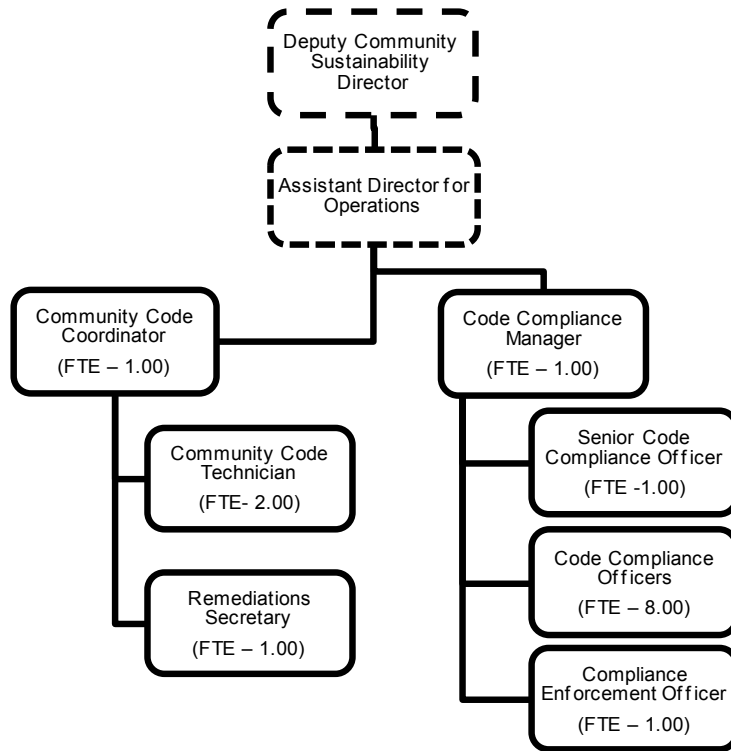 Deputy Community
Sustainability
Director
Assistant Director for
Operations
Community Code
Coordinator
(FTE – 1.00)
Code Compliance
Manager
(FTE – 1.00)
Community Code
Technician
(FTE- 2.00)
Remediations
Secretary
(FTE – 1.00)
Senior Code
Compliance Officer
(FTE -1.00)
Code Compliance
Officers
(FTE – 8.00)
Compliance
Enforcement Officer
(FTE – 1.00)